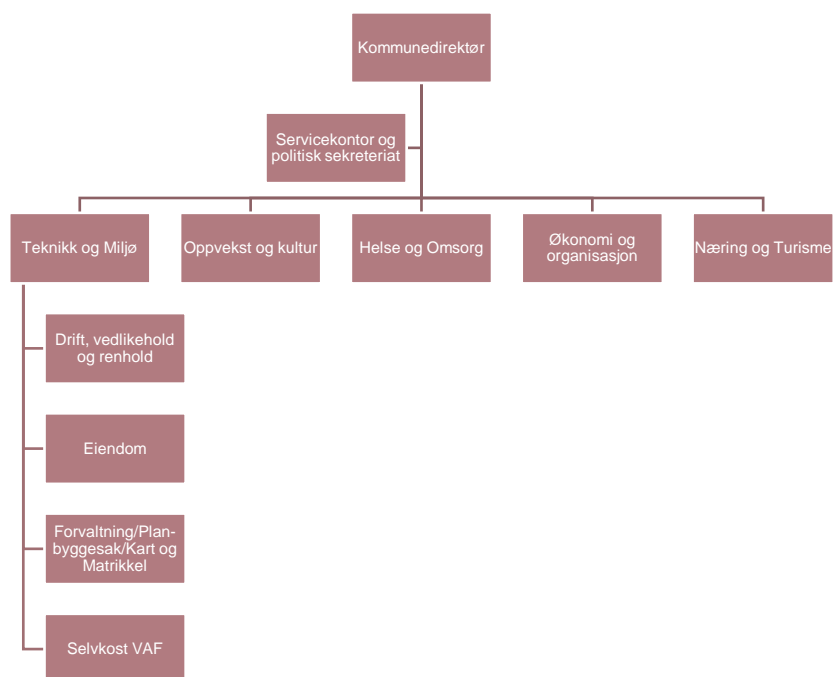 Kommunedirektør
Servicekontor og
politisk sekreteriat
Teknikk og Miljø
Oppvekst og kultur
Helse og Omsorg
Økonomi og
organisasjon
Næring og Turisme
Drift, vedlikehold
og renhold
Eiendom
Forvaltning/Plan-
byggesak/Kart og
Matrikkel
Selvkost VAF